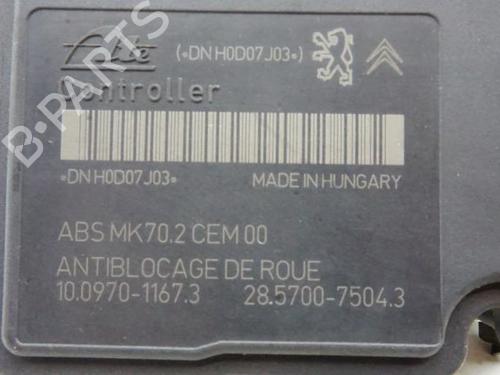 Ate (*DN H0D07J03*)
Controller
*DN H0D07J03* MADE IN HUNGARY
ABS MK70.2 CEM 00
ANTIBLOCAGE DE ROUE
10.0970-1167.3 28.5700-7504.3
B-PARTS